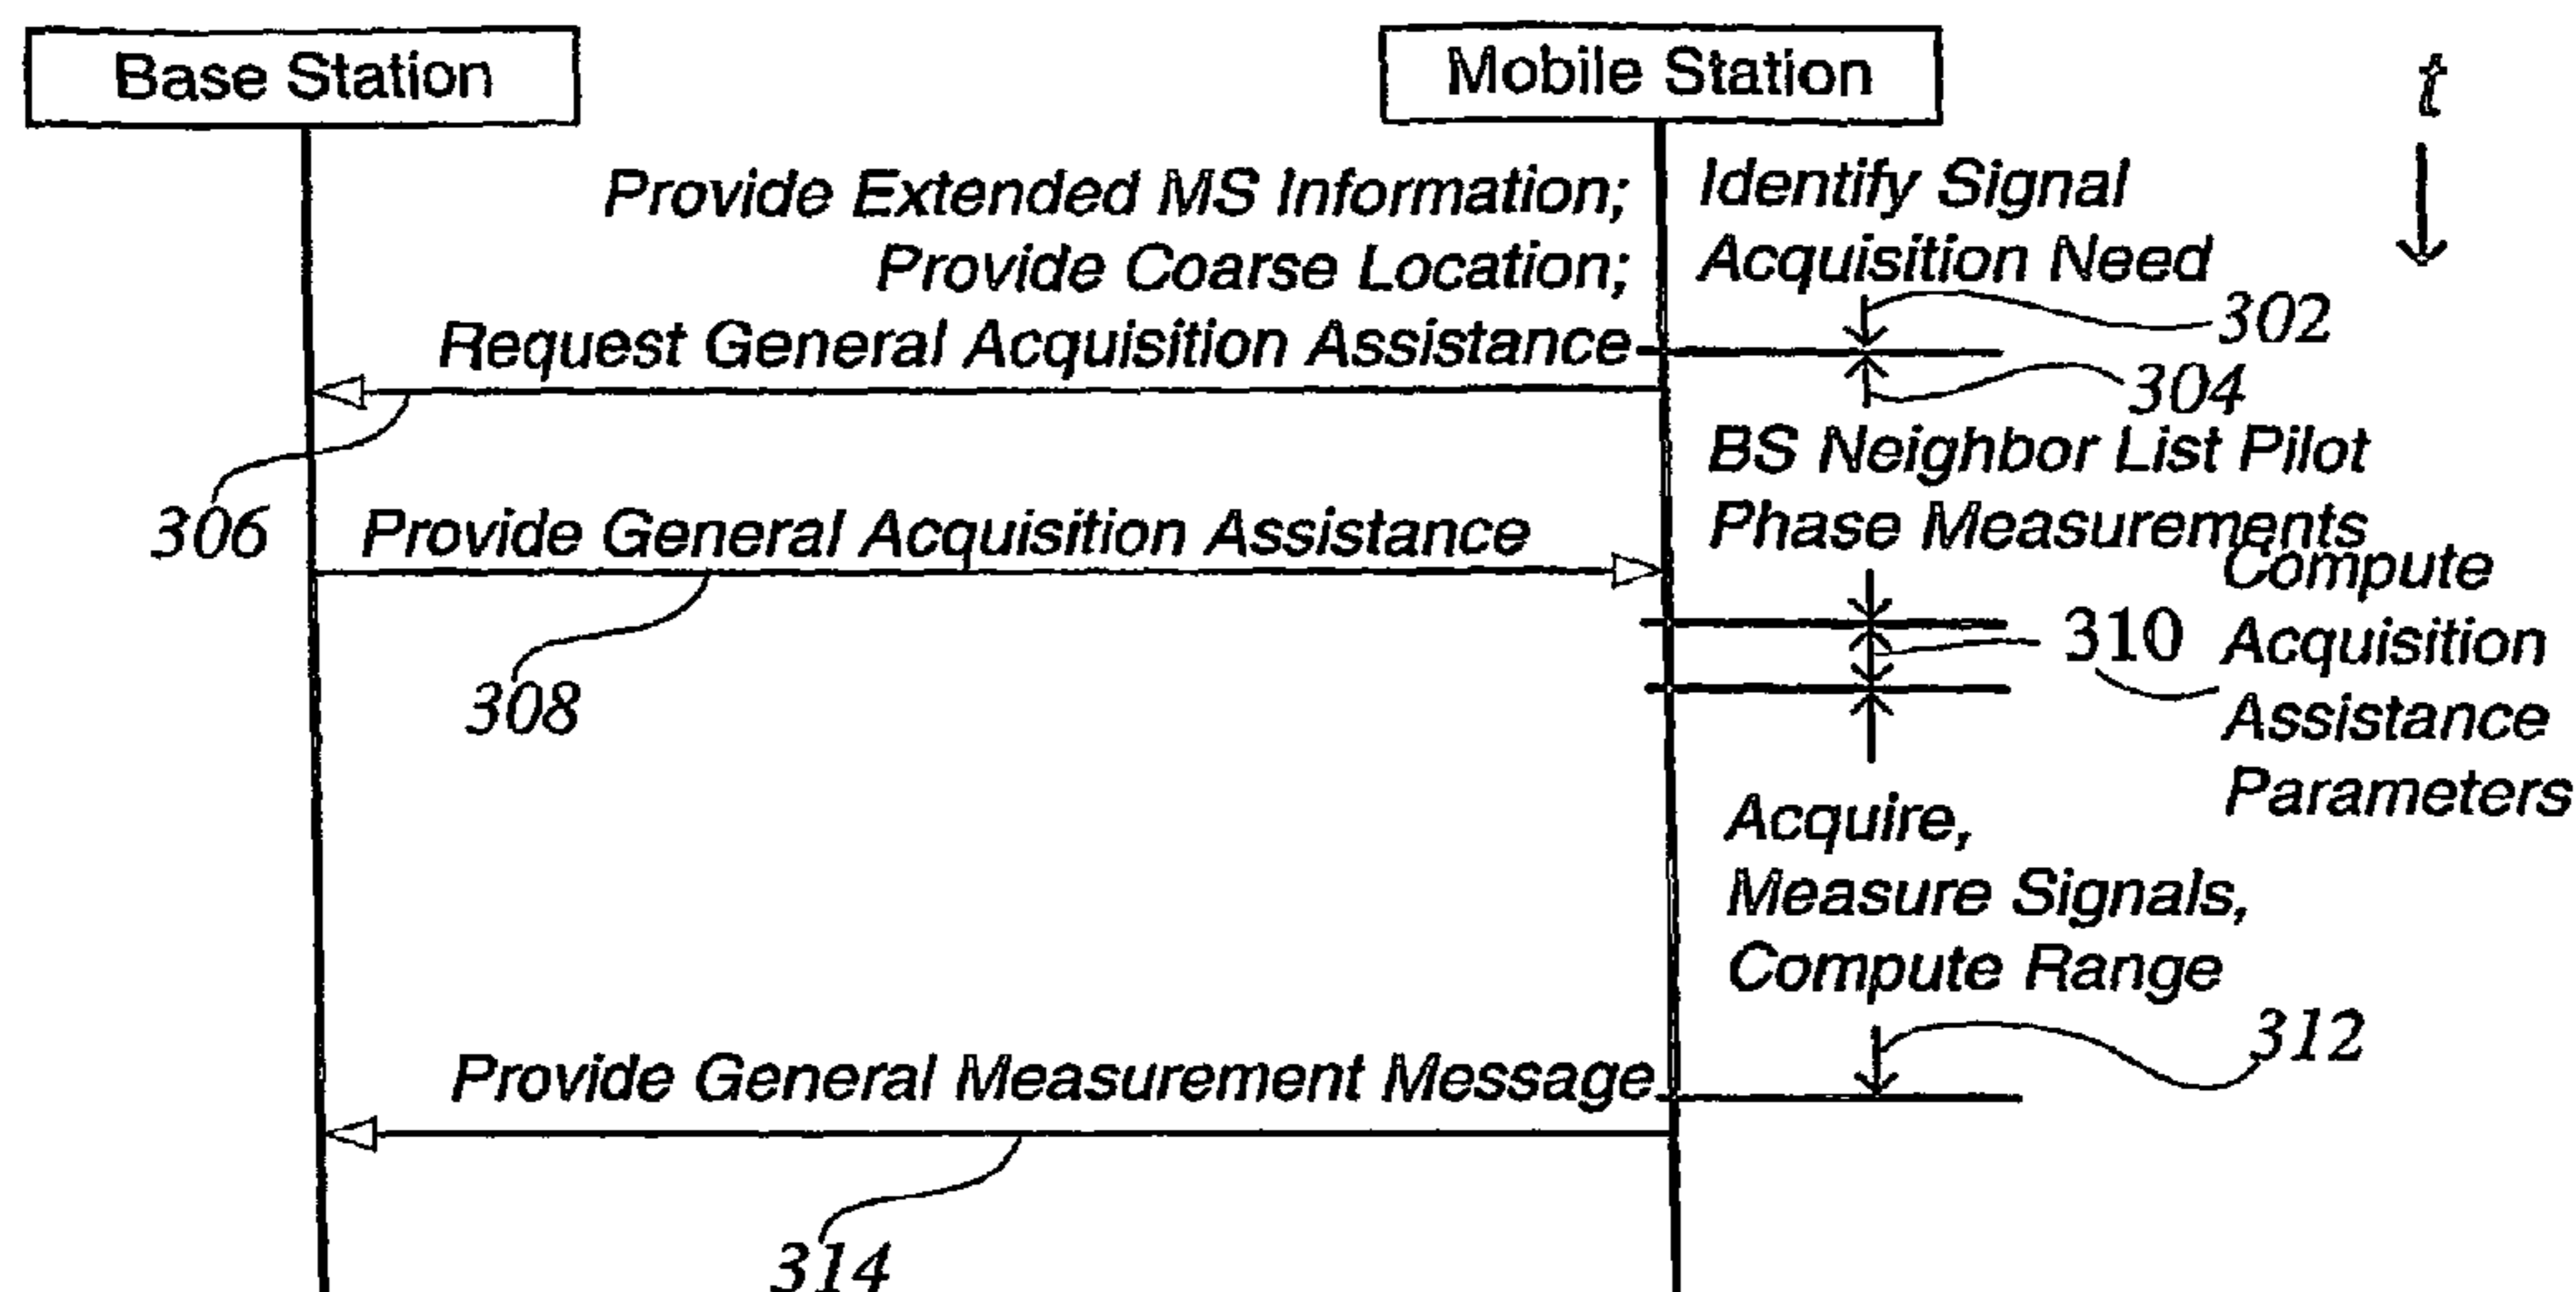 Base Station
Mobile Station
t
Provide Extended MS Information;
Provide Coarse Location;
Request General Acquisition Assistance
Identify Signal
Acquisition Need
302
304
306
BS Neighbor List Pilot
Phase Measurements
Provide General Acquisition Assistance
308
310
Compute
Acquisition
Assistance
Parameters
Acquire,
Measure Signals,
Compute Range
312
Provide General Measurement Message
314